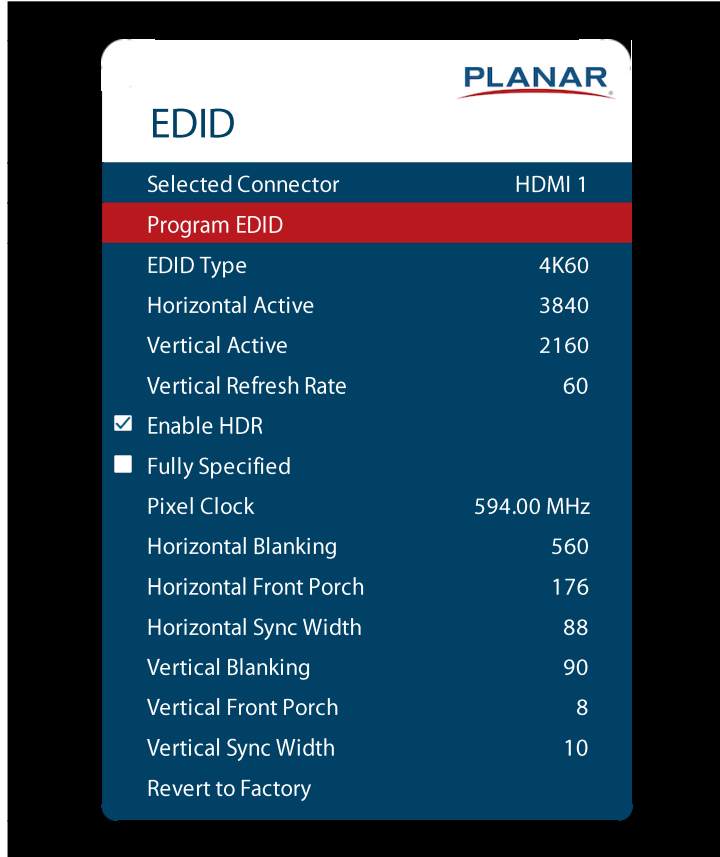 PLANAR
EDID
Selected Connector HDMI 1
Program EDID
EDID Type 4K60
Horizontal Active 3840
Vertical Active 2160
Vertical Refresh Rate 60
Enable HDR
Fully Specified
Pixel Clock 594.00 MHz
Horizontal Blanking 560
Horizontal Front Porch 176
Horizontal Sync Width 88
Vertical Blanking 90
Vertical Front Porch 8
Vertical Sync Width 10
Revert to Factory